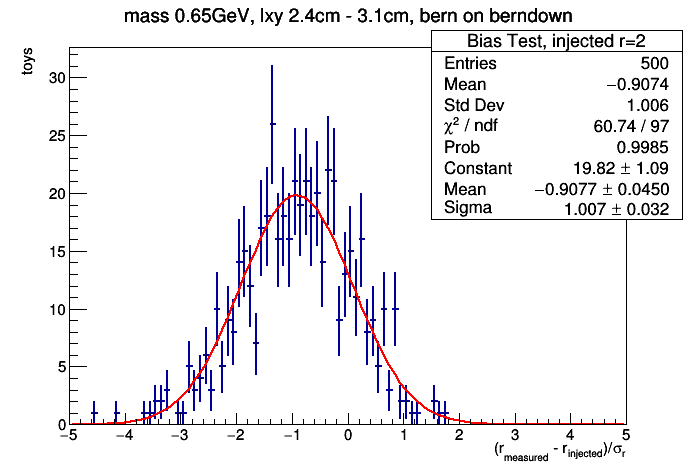 mass 0.65GeV, lxy 2.4cm - 3.1cm, bern on berndown
Bias Test, injected r=2
Entries 500
Mean −0.9074
Std Dev 1.006
χ² / ndf 60.74 / 97
Prob 0.9985
Constant 19.82 ± 1.09
Mean −0.9077 ± 0.0450
Sigma 1.007 ± 0.032
toys
30
25
20
15
10
5
0
−5 −4 −3 −2 −1 0 1 2 3 4 5
(r_measured - r_injected)/σ_r